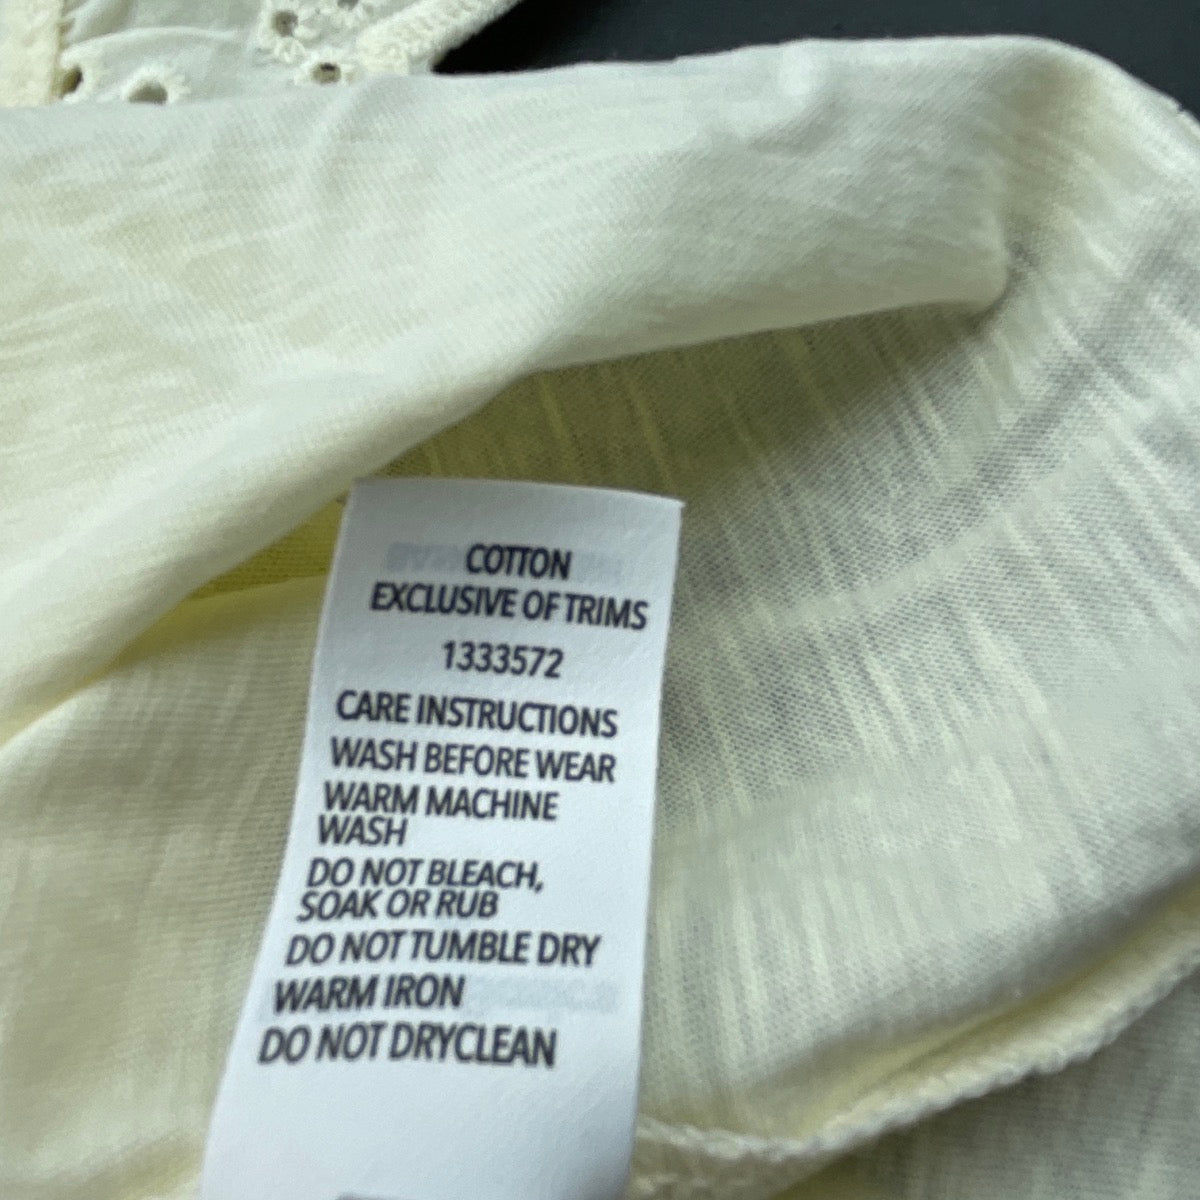 COTTON
EXCLUSIVE OF TRIMS
1333572
CARE INSTRUCTIONS
WASH BEFORE WEAR
WARM MACHINE
WASH
DO NOT BLEACH,
SOAK OR RUB
DO NOT TUMBLE DRY
WARM IRON
DO NOT DRYCLEAN